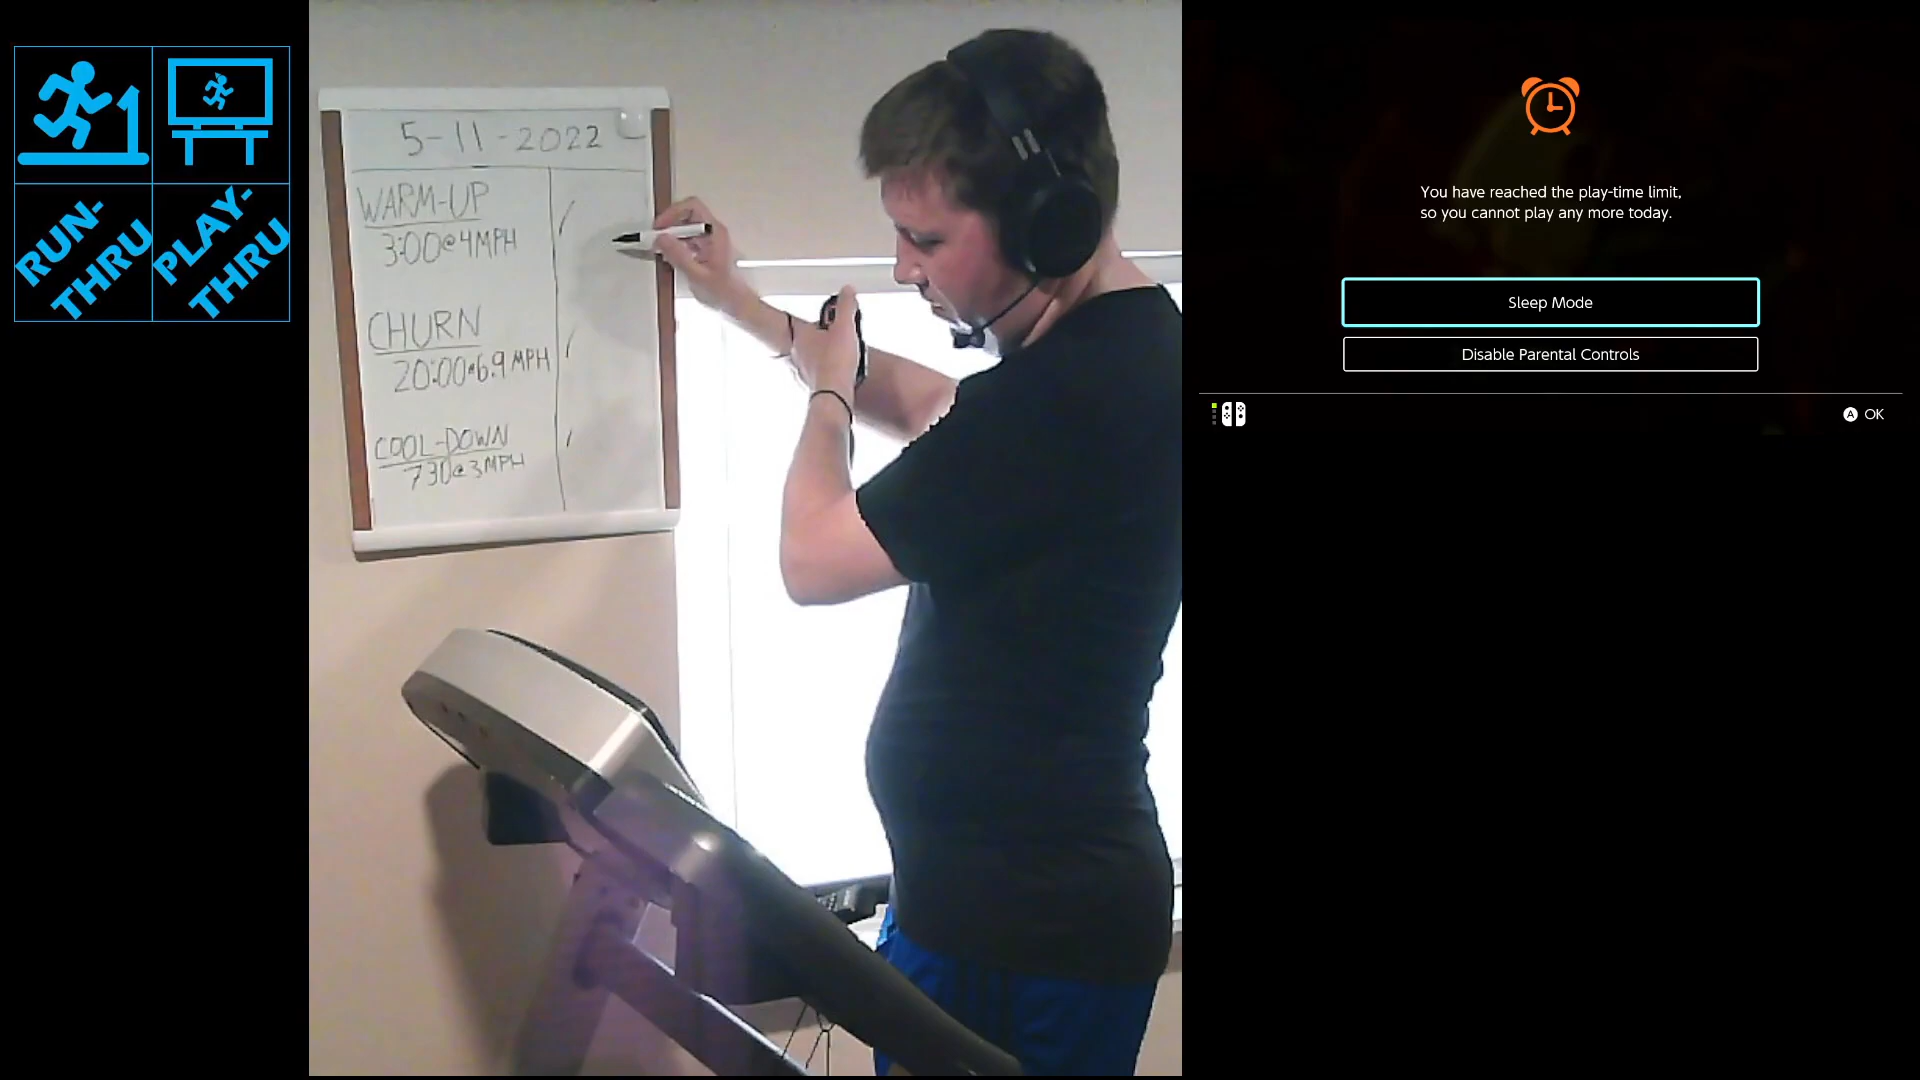 RUN-
THRU
PLAY-
THRU
5-11-2022
WARM-UP
3:00@4MPH
CHURN
20:00@6.9MPH
COOL-DOWN
730@3MPH
You have reached the play-time limit,
so you cannot play any more today.
Sleep Mode
Disable Parental Controls
A OK